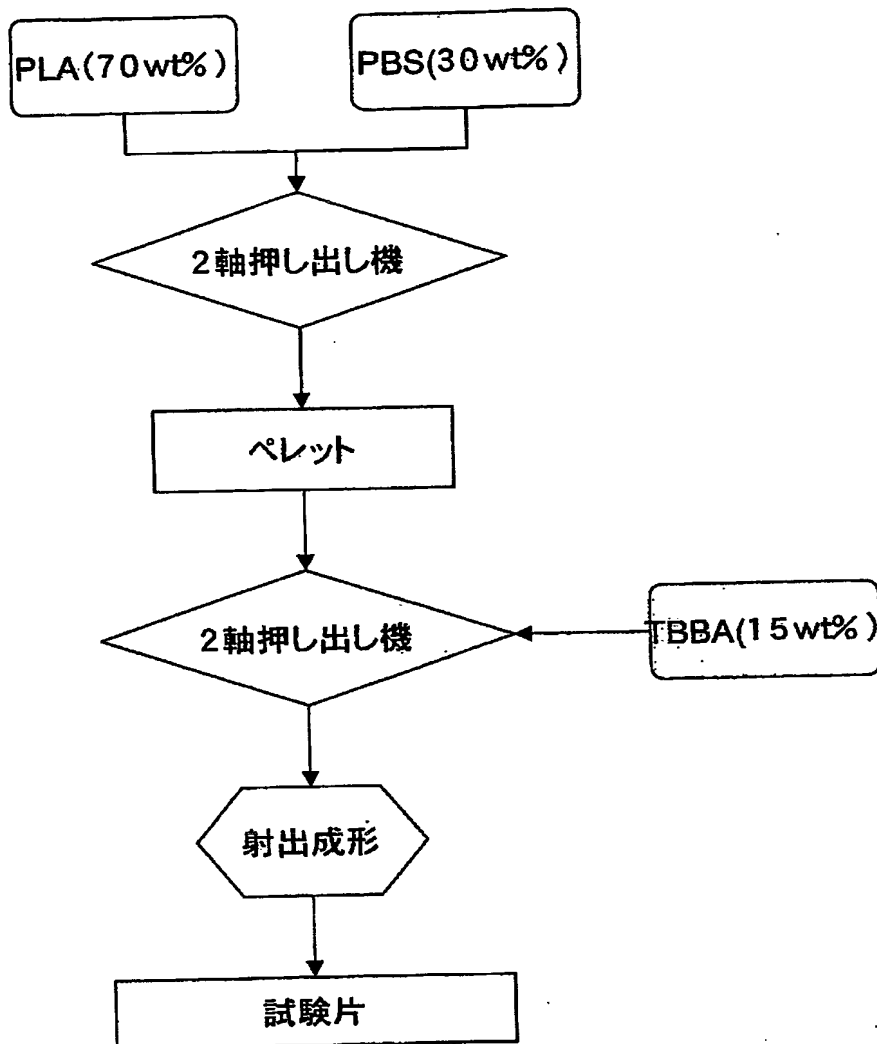 PLA(70wt%)
PBS(30wt%)
2軸押し出し機
ペレット
2軸押し出し機
TBBA(15wt%)
射出成形
試験片